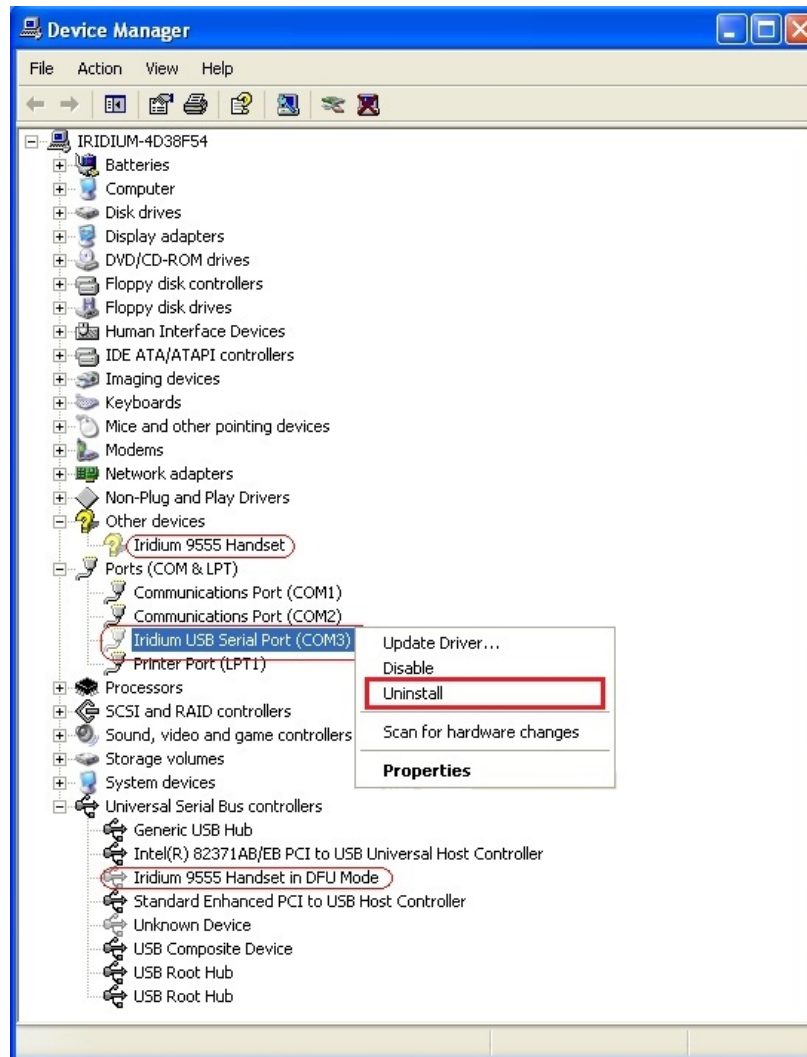 Device Manager
File Action View Help
IRIDIUM-4D38F54
Batteries
Computer
Disk drives
Display adapters
DVD/CD-ROM drives
Floppy disk controllers
Floppy disk drives
Human Interface Devices
IDE ATA/ATAPI controllers
Imaging devices
Keyboards
Mice and other pointing devices
Modems
Network adapters
Non-Plug and Play Drivers
Other devices
Iridium 9555 Handset
Ports (COM & LPT)
Communications Port (COM1)
Communications Port (COM2)
Iridium USB Serial Port (COM3)
Printer Port (LPT1)
Processors
SCSI and RAID controllers
Sound, video and game controllers
Storage volumes
System devices
Universal Serial Bus controllers
Generic USB Hub
Intel(R) 82371AB/EB PCI to USB Universal Host Controller
Iridium 9555 Handset in DFU Mode
Standard Enhanced PCI to USB Host Controller
Unknown Device
USB Composite Device
USB Root Hub
USB Root Hub
Update Driver...
Disable
Uninstall
Scan for hardware changes
Properties